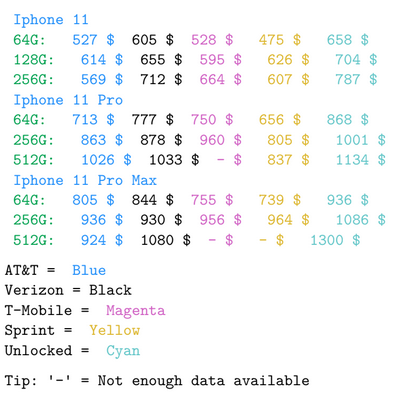 Iphone 11
64G: 527 $ 605 $ 528 $ 475 $ 658 $
128G: 614 $ 655 $ 595 $ 626 $ 704 $
256G: 569 $ 712 $ 664 $ 607 $ 787 $
Iphone 11 Pro
64G: 713 $ 777 $ 750 $ 656 $ 868 $
256G: 863 $ 878 $ 960 $ 805 $ 1001 $
512G: 1026 $ 1033 $ - $ 837 $ 1134 $
Iphone 11 Pro Max
64G: 805 $ 844 $ 755 $ 739 $ 936 $
256G: 936 $ 930 $ 956 $ 964 $ 1086 $
512G: 924 $ 1080 $ - $ - $ 1300 $
AT&T = Blue
Verizon = Black
T-Mobile = Magenta
Sprint = Yellow
Unlocked = Cyan
Tip: '-' = Not enough data available